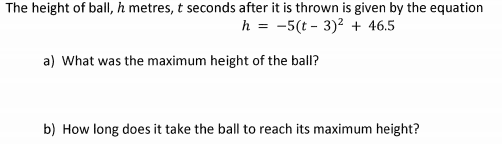 The height of ball, h metres, t seconds after it is thrown is given by the equation
h = −5(t − 3)² + 46.5
a) What was the maximum height of the ball?
b) How long does it take the ball to reach its maximum height?